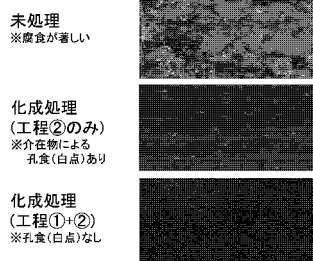 未処理
※腐食が著しい
化成処理
(工程②のみ)
※介在物による
孔食(白点)あり
化成処理
(工程①+②)
※孔食(白点)なし